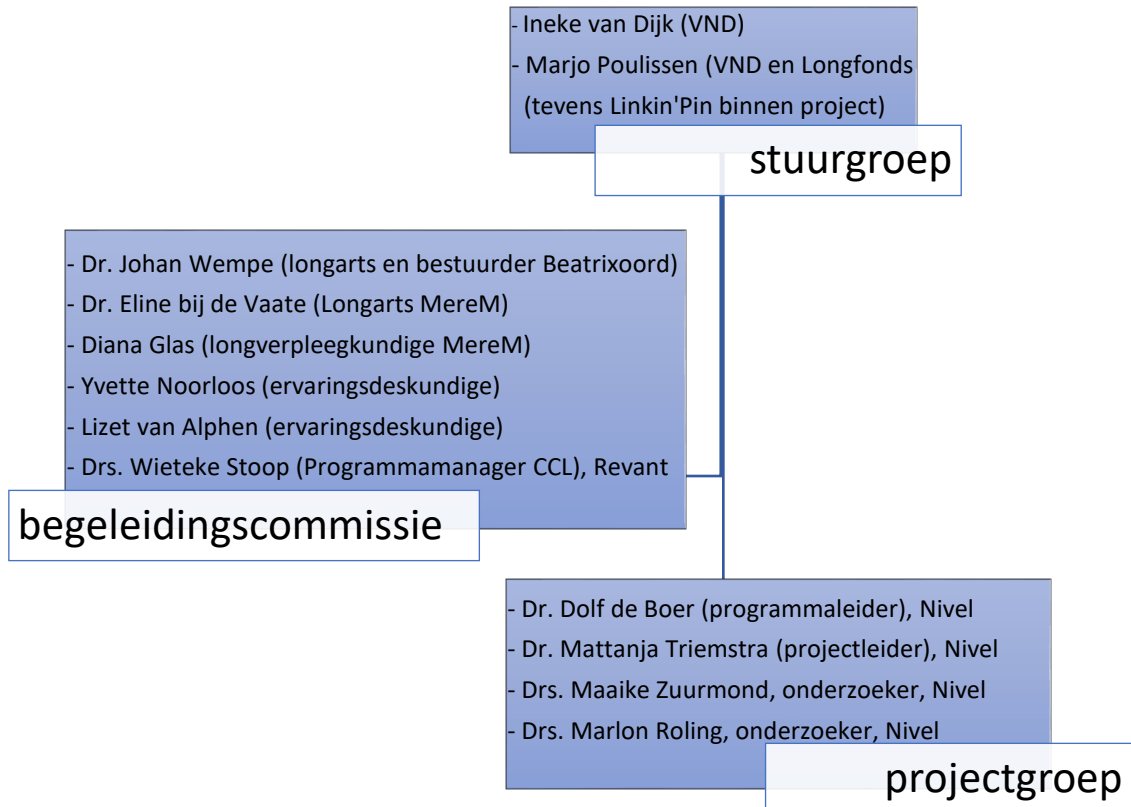 - Ineke van Dijk (VND)
- Marjo Poulissen (VND en Longfonds
(tevens Linkin'Pin binnen project)
stuurgroep
- Dr. Johan Wempe (longarts en bestuurder Beatrixoord)
- Dr. Eline bij de Vaate (Longarts MereM)
- Diana Glas (longverpleegkundige MereM)
- Yvette Noorloos (ervaringsdeskundige)
- Lizet van Alphen (ervaringsdeskundige)
- Drs. Wieteke Stoop (Programmamanager CCL), Revant
begeleidingscommissie
- Dr. Dolf de Boer (programmaleider), Nivel
- Dr. Mattanja Triemstra (projectleider), Nivel
- Drs. Maaike Zuurmond, onderzoeker, Nivel
- Drs. Marlon Roling, onderzoeker, Nivel
projectgroep